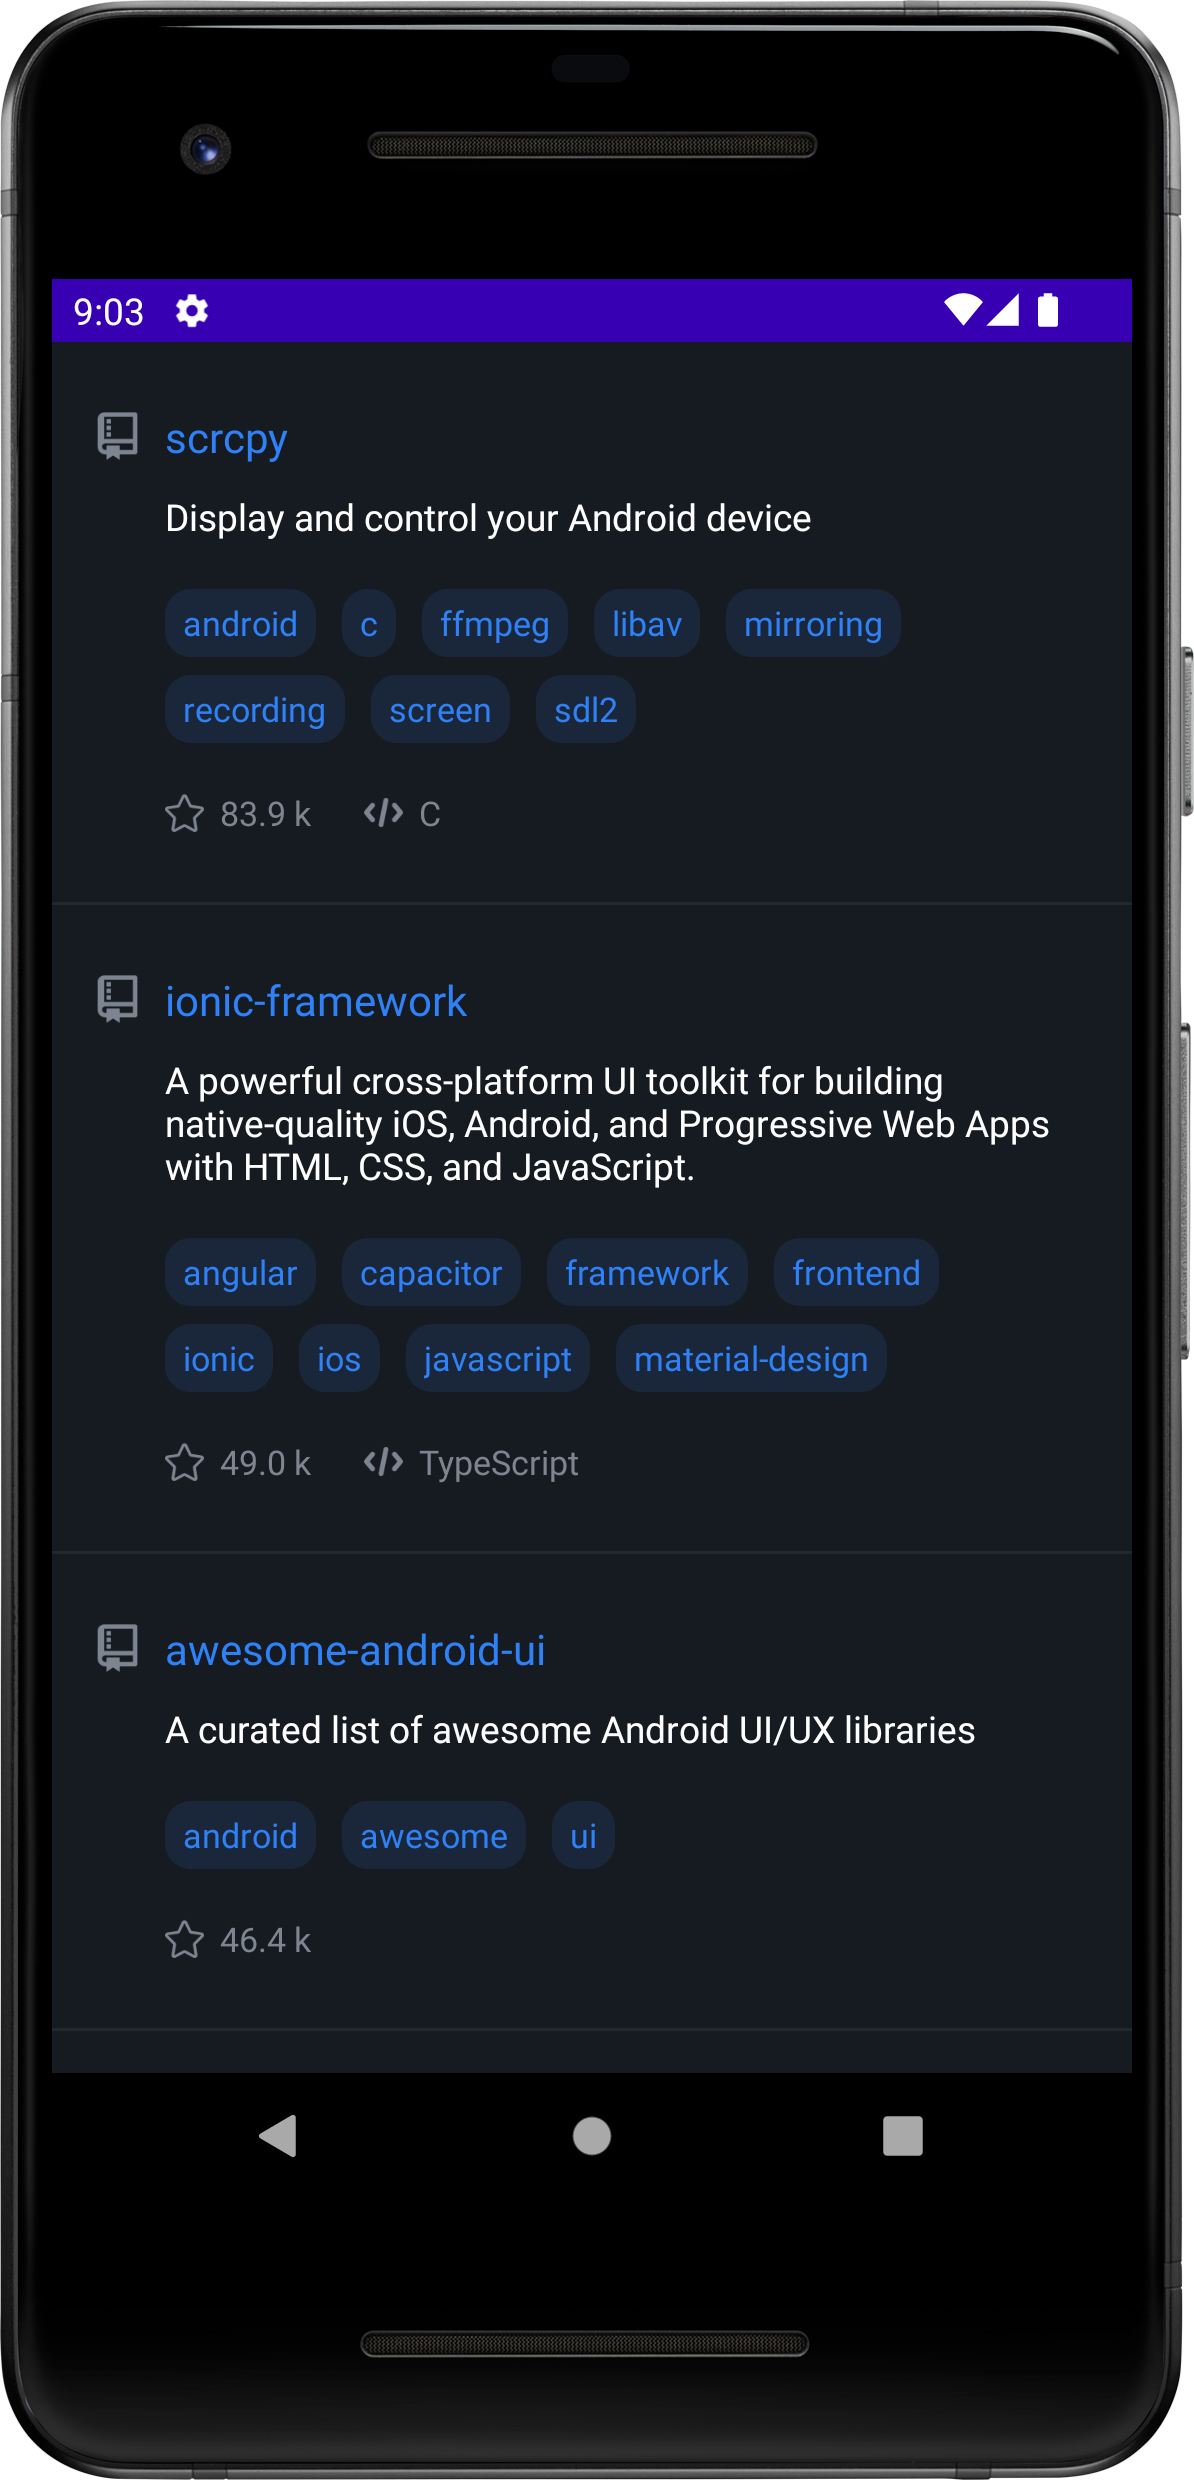 9:03
scrcpy
Display and control your Android device
android c ffmpeg libav mirroring
recording screen sdl2
83.9 k </> C
ionic-framework
A powerful cross-platform UI toolkit for building
native-quality iOS, Android, and Progressive Web Apps
with HTML, CSS, and JavaScript.
angular capacitor framework frontend
ionic ios javascript material-design
49.0 k </> TypeScript
awesome-android-ui
A curated list of awesome Android UI/UX libraries
android awesome ui
46.4 k